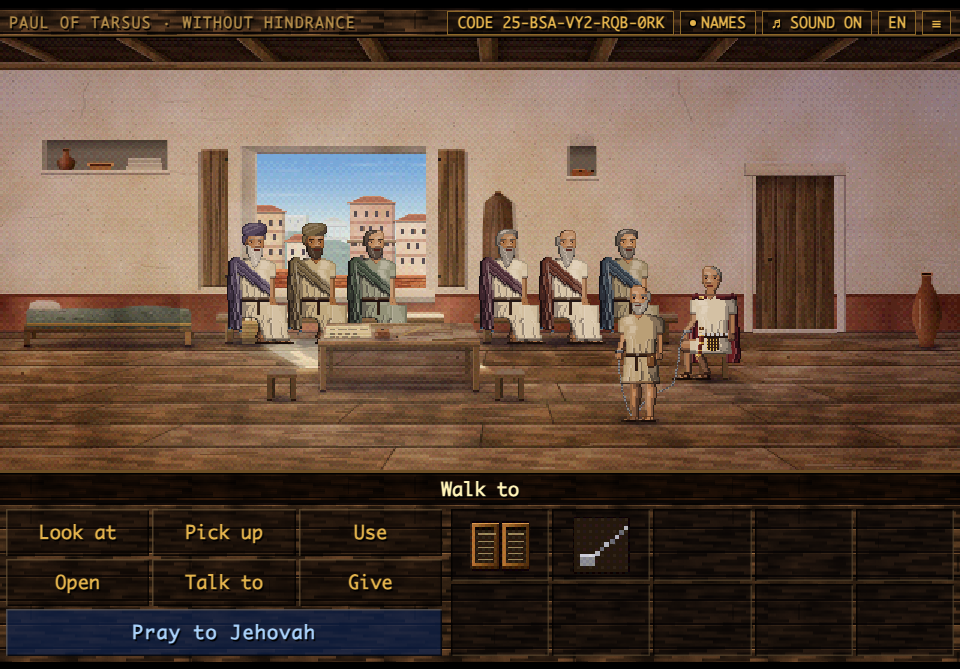 PAUL OF TARSUS · WITHOUT HINDRANCE
CODE 25-BSA-VY2-RQB-0RK
• NAMES
♬ SOUND ON
EN
≡
Walk to
Look at
Pick up
Use
Open
Talk to
Give
Pray to Jehovah